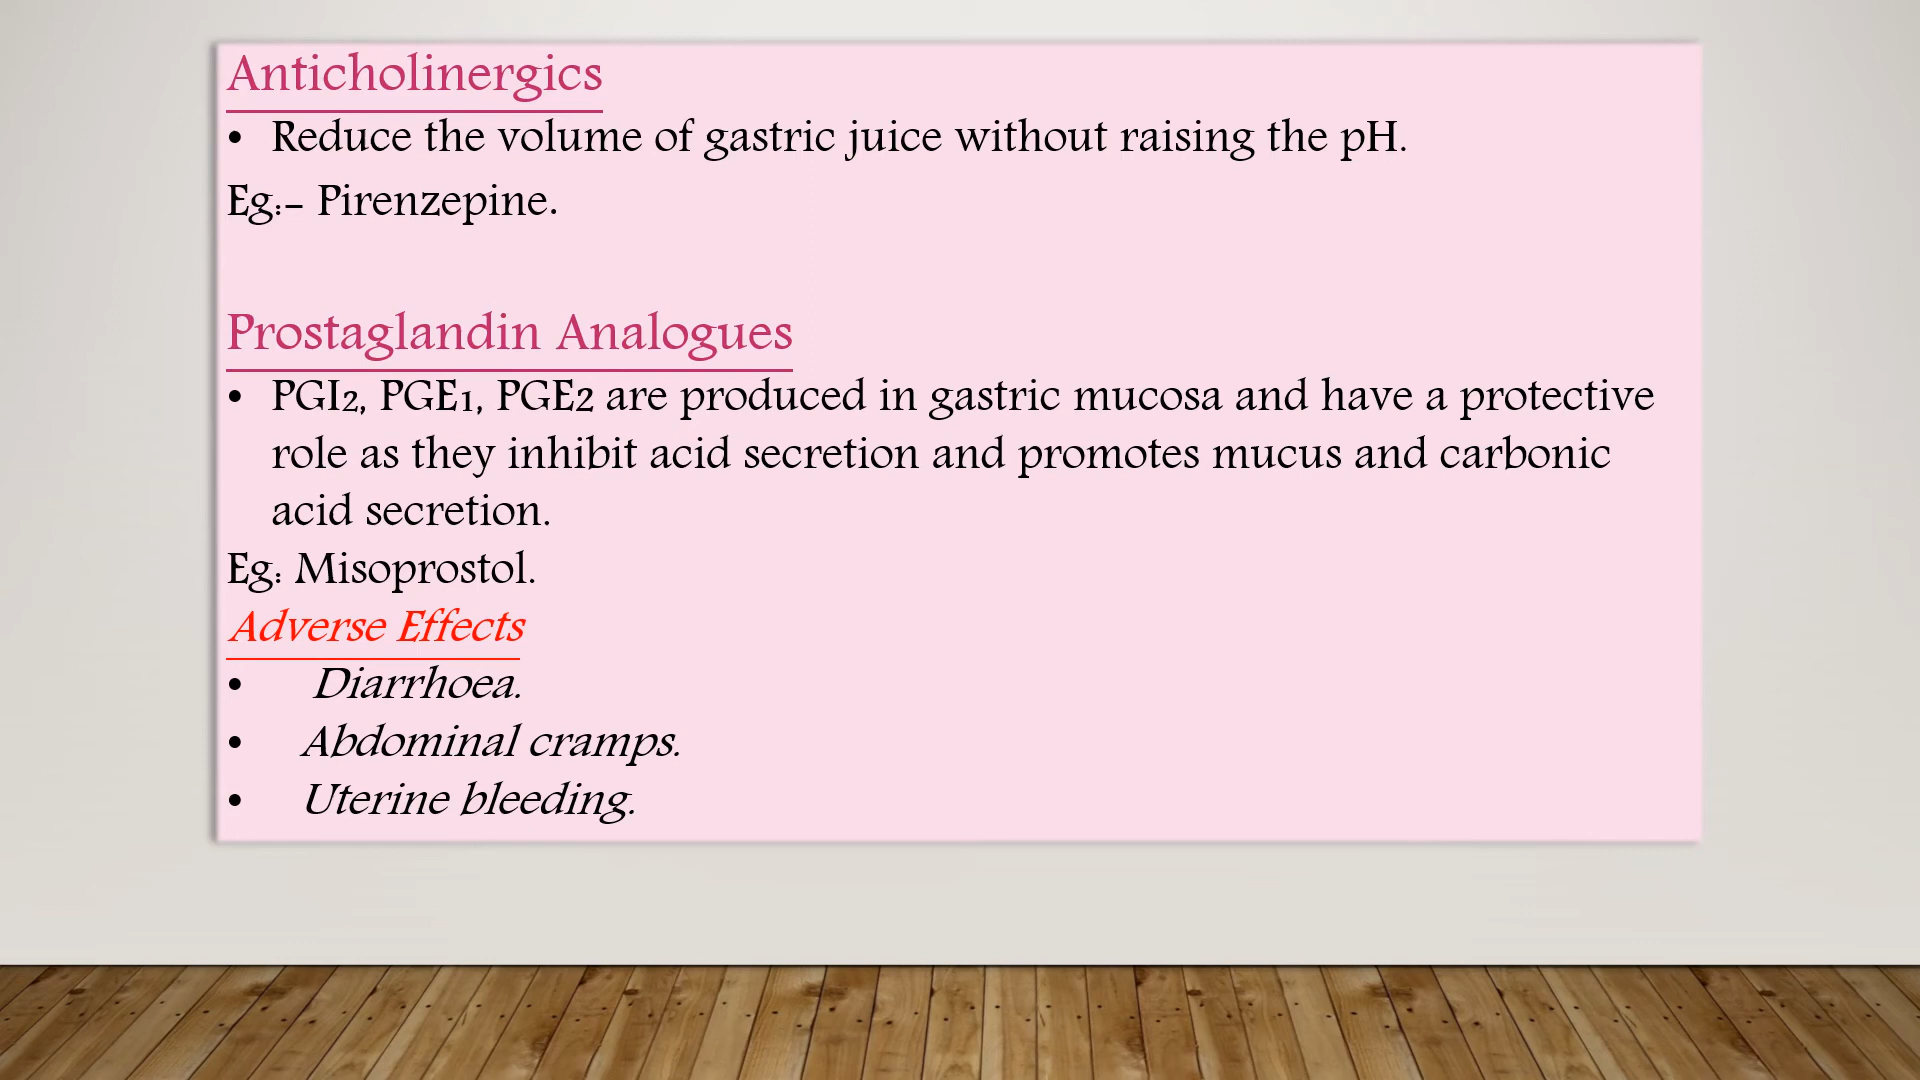 Anticholinergics
• Reduce the volume of gastric juice without raising the pH.
Eg:- Pirenzepine.
Prostaglandin Analogues
• PGI2, PGE1, PGE2 are produced in gastric mucosa and have a protective
role as they inhibit acid secretion and promotes mucus and carbonic
acid secretion.
Eg: Misoprostol.
Adverse Effects
• Diarrhoea.
• Abdominal cramps.
• Uterine bleeding.